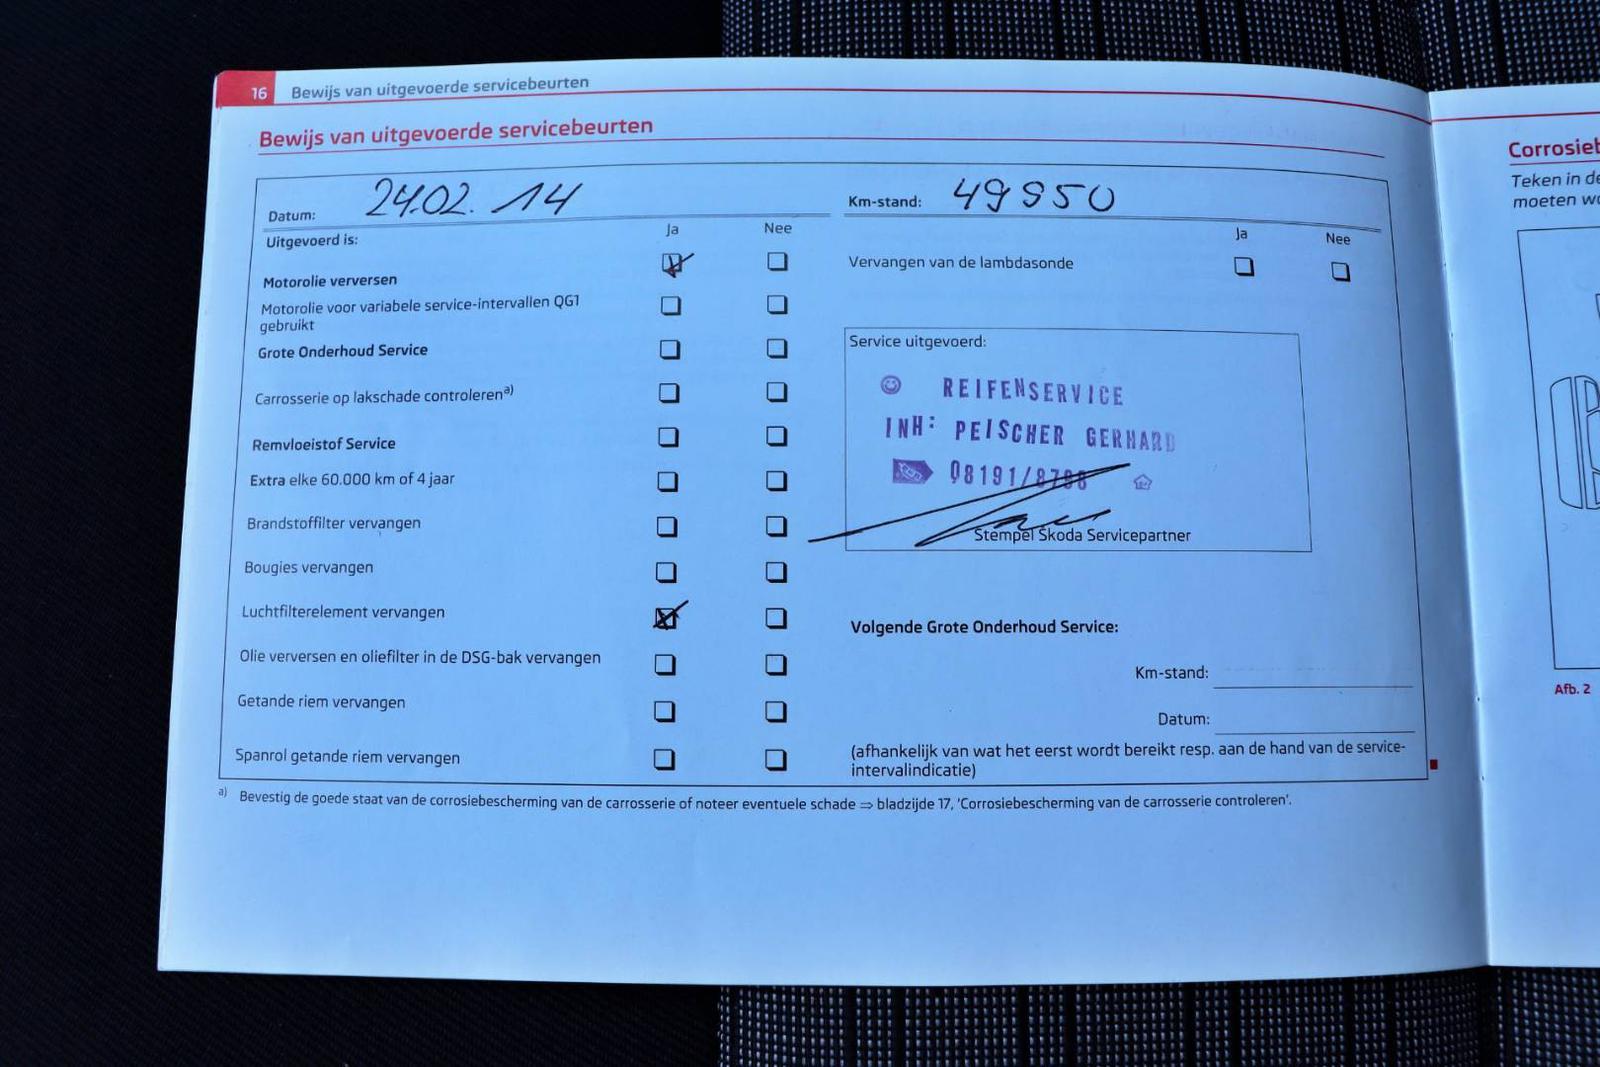 16 Bewijs van uitgevoerde servicebeurten
Bewijs van uitgevoerde servicebeurten
Datum: 24.02.14
Km-stand: 49950
Uitgevoerd is:
Ja Nee
Motorolie verversen
Motorolie voor variabele service-intervallen QG1
gebruikt
Grote Onderhoud Service
Carrosserie op lakschade controleren a)
Remvloeistof Service
Extra elke 60.000 km of 4 jaar
Brandstoffilter vervangen
Bougies vervangen
Luchtfilterelement vervangen
Olie verversen en oliefilter in de DSG-bak vervangen
Getande riem vervangen
Spanrol getande riem vervangen
Ja Nee
Vervangen van de lambdasonde
Service uitgevoerd:
REIFENSERVICE
INH: PEISCHER GERHARD
Stempel Škoda Servicepartner
Volgende Grote Onderhoud Service:
Km-stand:
Datum:
(afhankelijk van wat het eerst wordt bereikt resp. aan de hand van de service-
intervalindicatie)
a) Bevestig de goede staat van de corrosiebescherming van de carrosserie of noteer eventuele schade ⇒ bladzijde 17, 'Corrosiebescherming van de carrosserie controleren'.
Teken in
moeten
Afb. 2